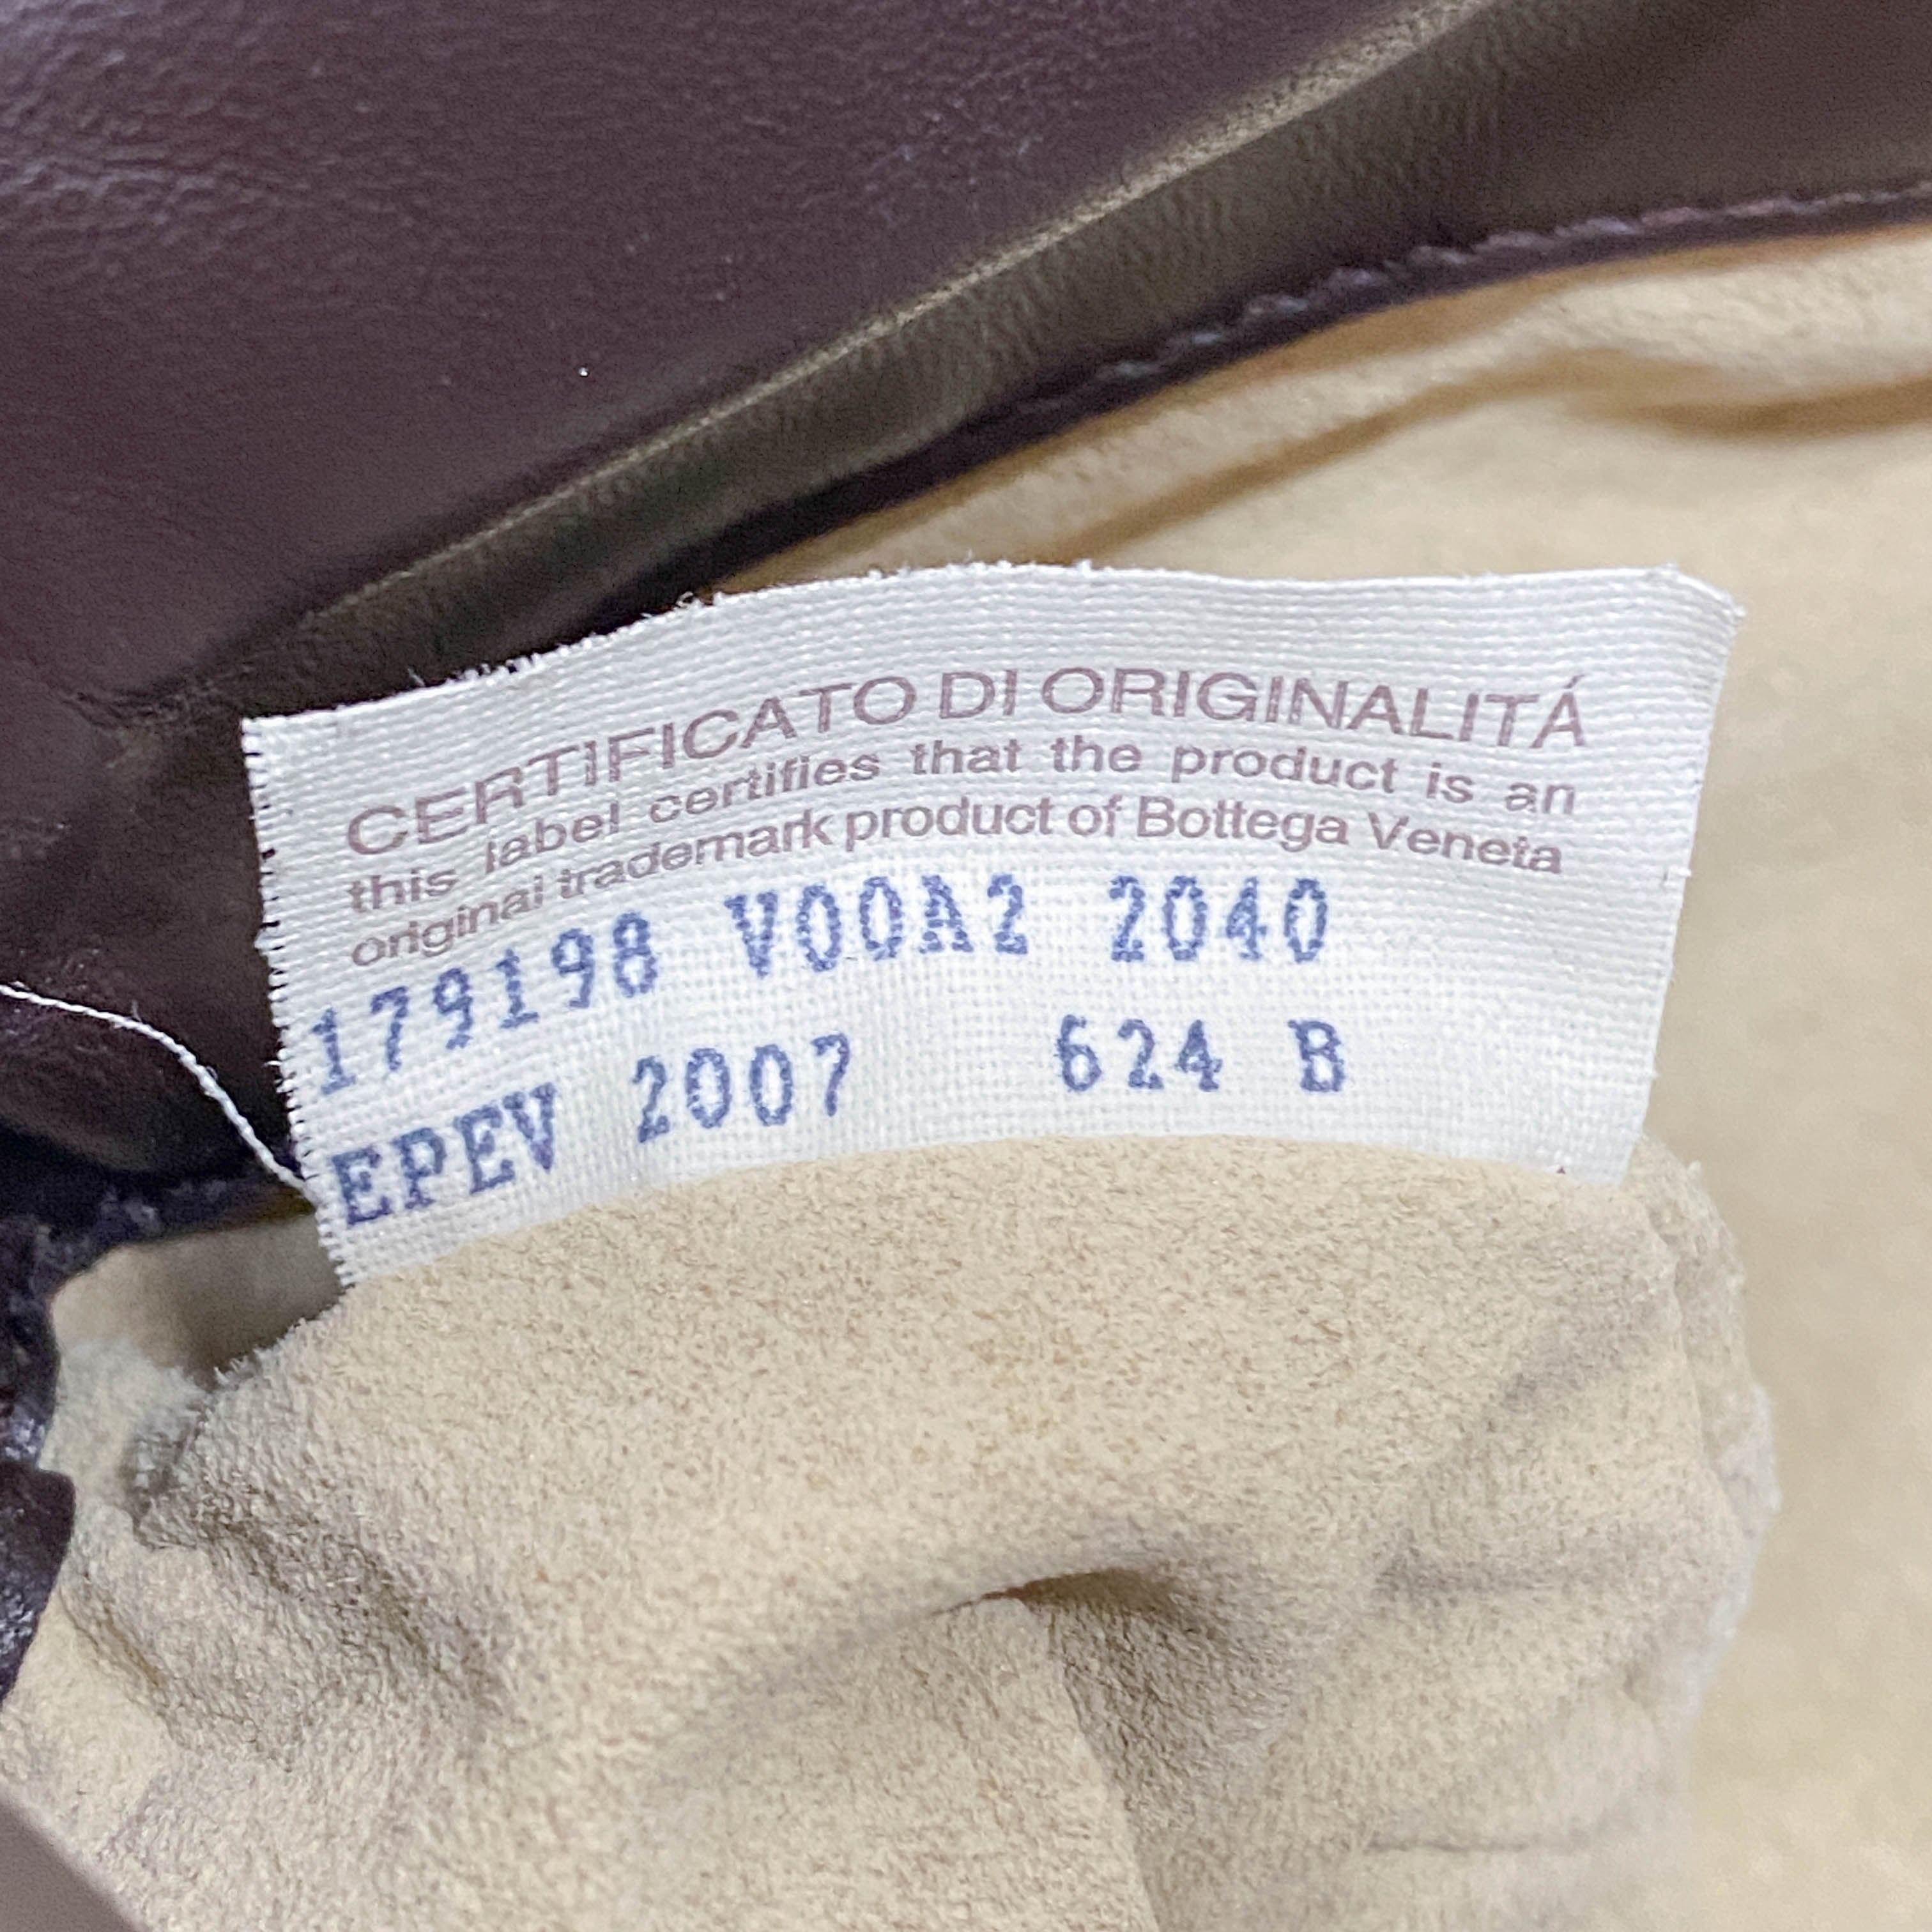 CERTIFICATO DI ORIGINALITÁ
this label certifies that the product is an
original trademark product of Bottega Veneta
179198 V00A2 2040
EPEV 2007 624 B